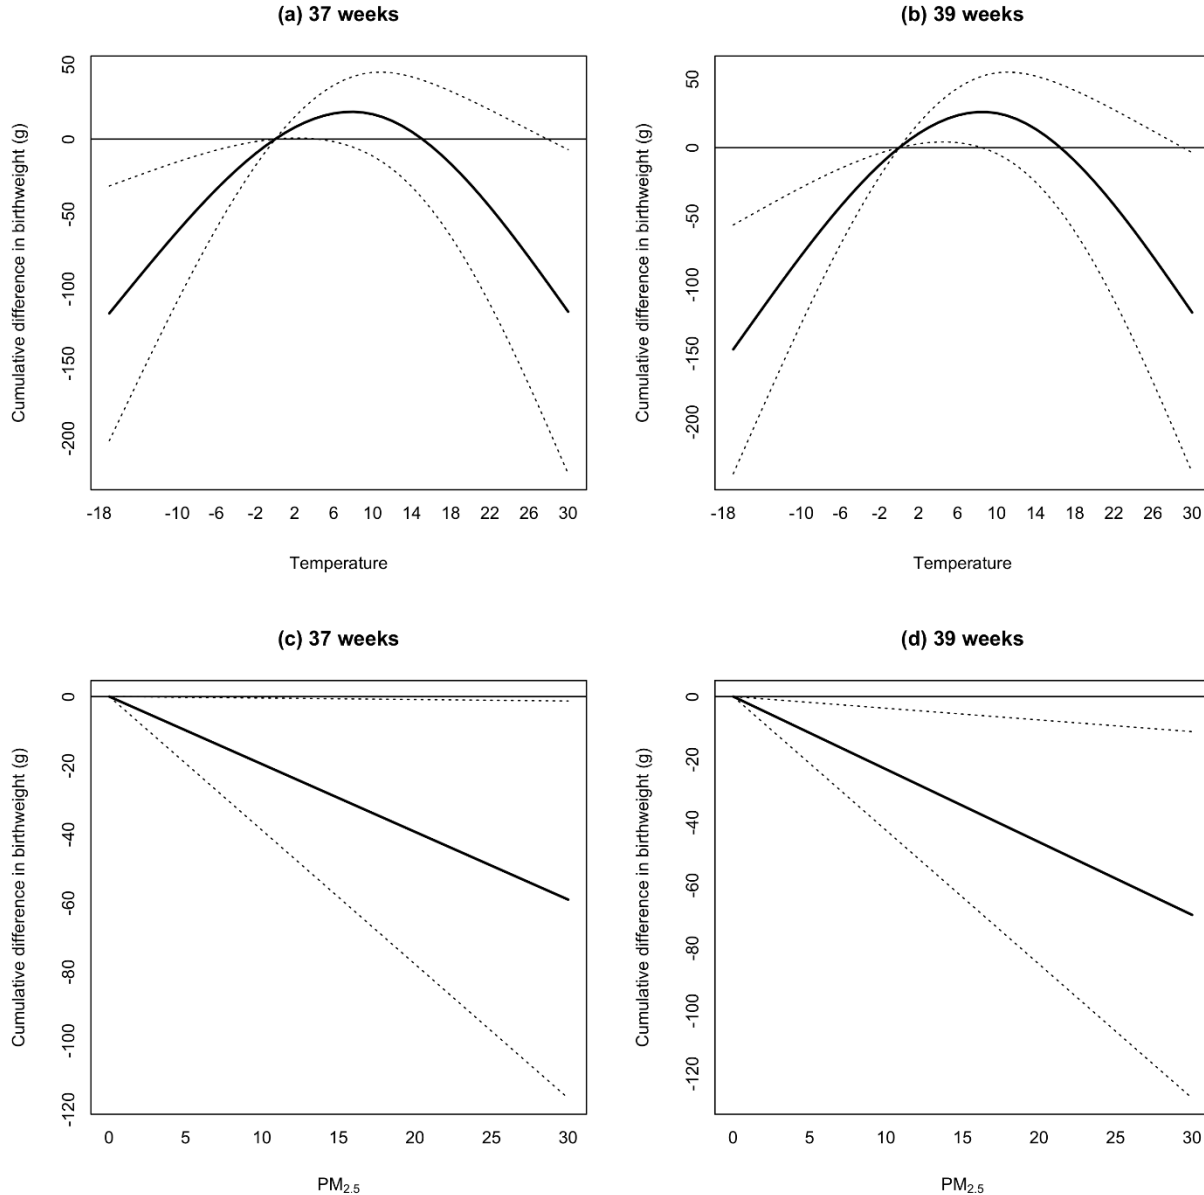 (a) 37 weeks
Cumulative difference in birthweight (g)
50
0
-50
-100
-150
-200
-18 -10 -6 -2 2 6 10 14 18 22 26 30
Temperature
(b) 39 weeks
Cumulative difference in birthweight (g)
50
0
-50
-100
-150
-200
-18 -10 -6 -2 2 6 10 14 18 22 26 30
Temperature
(c) 37 weeks
Cumulative difference in birthweight (g)
0
-20
-40
-60
-80
-100
-120
0 5 10 15 20 25 30
PM2.5
(d) 39 weeks
Cumulative difference in birthweight (g)
0
-20
-40
-60
-80
-100
-120
0 5 10 15 20 25 30
PM2.5